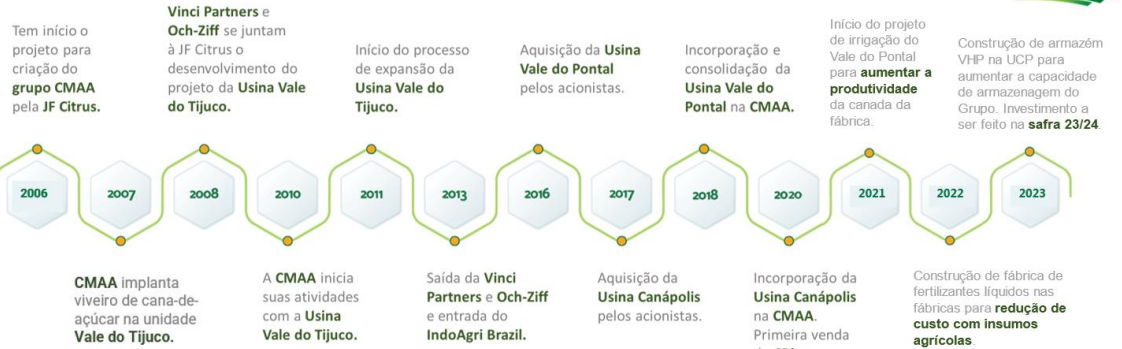 Tem início o
projeto para
criação do
grupo CMAA
pela JF Citrus.
Vinci Partners e
Och-Ziff se juntam
à JF Citrus o
desenvolvimento do
projeto da Usina Vale
do Tijuco.
Início do processo
de expansão da
Usina Vale do
Tijuco.
Aquisição da Usina
Vale do Pontal
pelos acionistas.
Incorporação e
consolidação da
Usina Vale do
Pontal na CMAA.
Início do projeto
de irrigação do
Vale do Pontal
para aumentar a
produtividade
da canada da
fábrica.
Construção de armazém
VHP na UCP para
aumentar a capacidade
de armazenagem do
Grupo. Investimento a
ser feito na safra 23/24
2006
2007
2008
2010
2011
2013
2016
2017
2018
2020
2021
2022
2023
CMAA implanta
viveiro de cana-de-
açúcar na unidade
Vale do Tijuco.
A CMAA inicia
suas atividades
com a Usina
Vale do Tijuco.
Saída da Vinci
Partners e Och-Ziff
e entrada do
IndoAgri Brazil.
Aquisição da
Usina Canápolis
pelos acionistas.
Incorporação da
Usina Canápolis
na CMAA.
Primeira venda
Construção de fábrica de
fertilizantes líquidos nas
fábricas para redução de
custo com insumos
agrícolas.